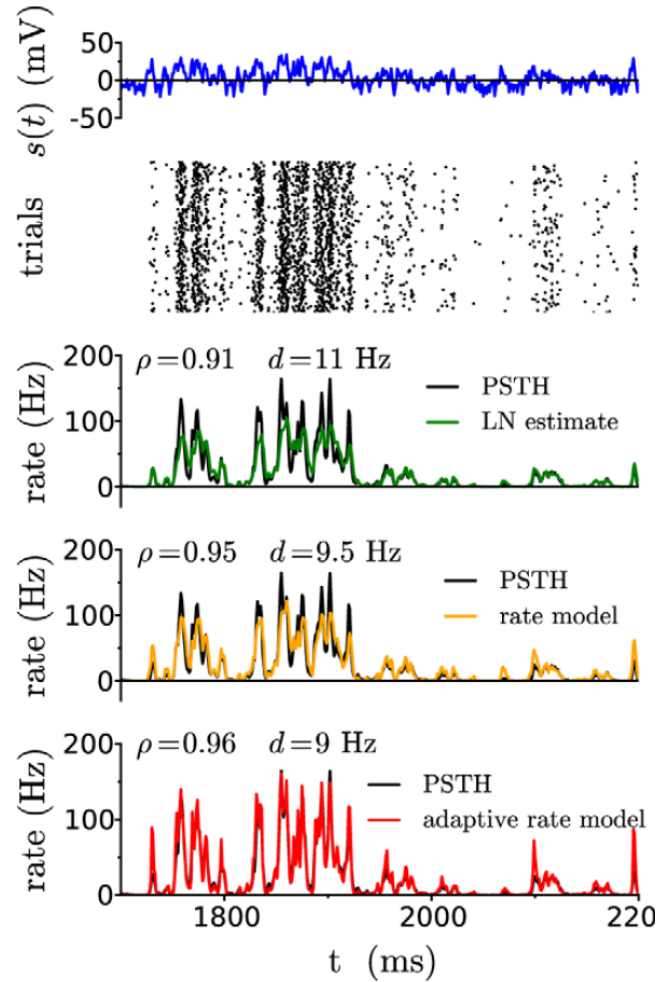 50
0
-50
s(t) (mV)
trials
200
100
0
rate (Hz)
ρ=0.91 d=11 Hz
PSTH
LN estimate
200
100
0
rate (Hz)
ρ=0.95 d=9.5 Hz
PSTH
rate model
200
100
0
rate (Hz)
ρ=0.96 d=9 Hz
PSTH
adaptive rate model
1800 2000 220
t (ms)